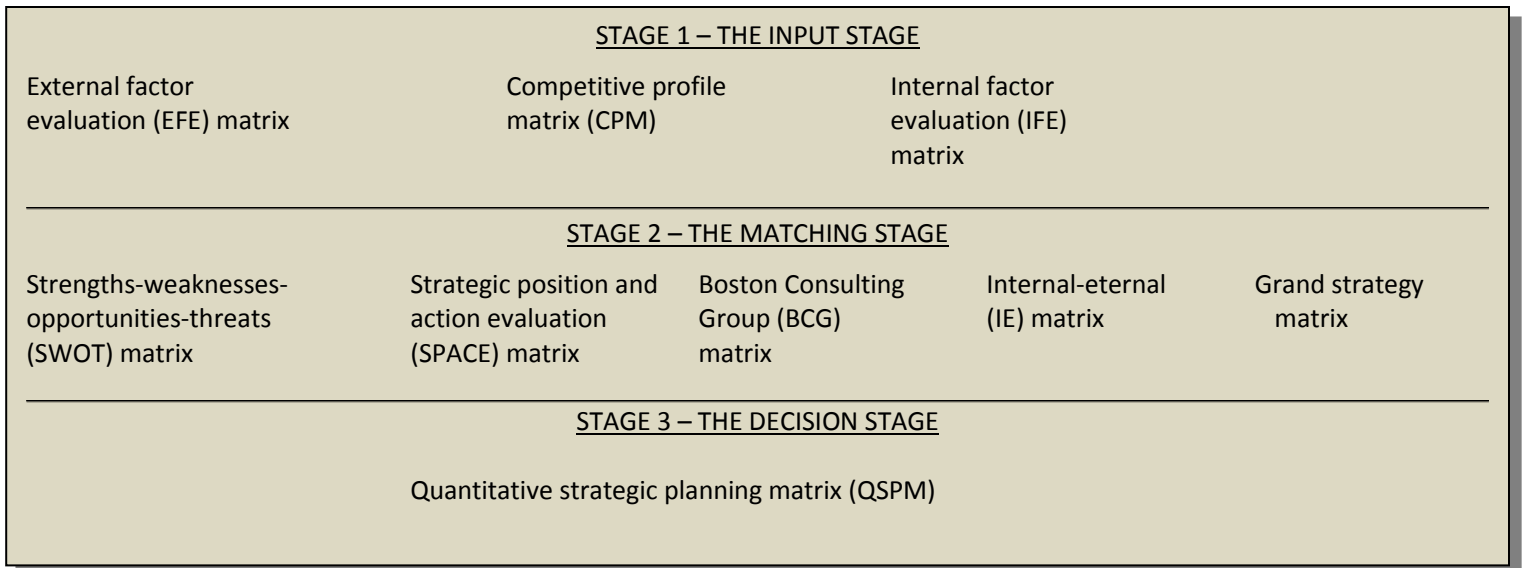 STAGE 1 – THE INPUT STAGE
External factor
evaluation (EFE) matrix
Competitive profile
matrix (CPM)
Internal factor
evaluation (IFE)
matrix
STAGE 2 – THE MATCHING STAGE
Strengths-weaknesses-
opportunities-threats
(SWOT) matrix
Strategic position and
action evaluation
(SPACE) matrix
Boston Consulting
Group (BCG)
matrix
Internal-eternal
(IE) matrix
Grand strategy
matrix
STAGE 3 – THE DECISION STAGE
Quantitative strategic planning matrix (QSPM)